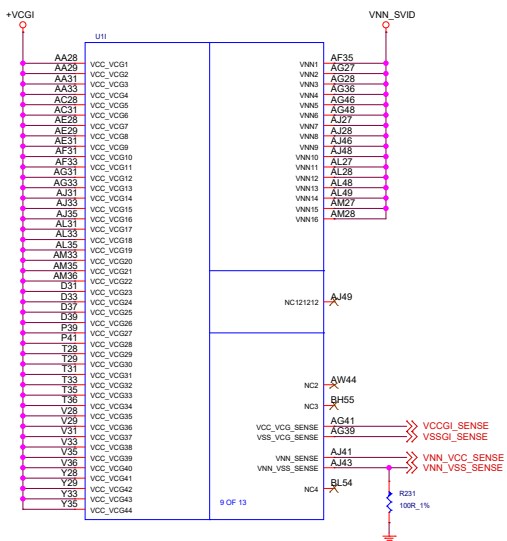 +VCGI
VNN_SVID
U1I
AA28 VCC_VCG1
AA29 VCC_VCG2
AA31 VCC_VCG3
AA33 VCC_VCG4
AC28 VCC_VCG5
AC31 VCC_VCG6
AE28 VCC_VCG7
AE29 VCC_VCG8
AE31 VCC_VCG9
AF31 VCC_VCG10
AF33 VCC_VCG11
AG31 VCC_VCG12
AG33 VCC_VCG13
AJ31 VCC_VCG14
AJ33 VCC_VCG15
AJ35 VCC_VCG16
AL31 VCC_VCG17
AL33 VCC_VCG18
AL35 VCC_VCG19
AM33 VCC_VCG20
AM35 VCC_VCG21
AM36 VCC_VCG22
D31 VCC_VCG23
D33 VCC_VCG24
D37 VCC_VCG25
D39 VCC_VCG26
P39 VCC_VCG27
P41 VCC_VCG28
T28 VCC_VCG29
T29 VCC_VCG30
T31 VCC_VCG31
T33 VCC_VCG32
T35 VCC_VCG33
T36 VCC_VCG34
V28 VCC_VCG35
V29 VCC_VCG36
V31 VCC_VCG37
V33 VCC_VCG38
V35 VCC_VCG39
V36 VCC_VCG40
Y28 VCC_VCG41
Y29 VCC_VCG42
Y33 VCC_VCG43
Y35 VCC_VCG44
VNN1 AF35
VNN2 AG27
VNN3 AG28
VNN4 AG36
VNN5 AG46
VNN6 AG48
VNN7 AJ27
VNN8 AJ28
VNN9 AJ46
VNN10 AJ48
VNN11 AL27
VNN12 AL28
VNN13 AL48
VNN14 AL49
VNN15 AM27
VNN16 AM28
NC121212 AJ49
NC2 AW44
NC3 BH55
VCC_VCG_SENSE AG41 VCCGI_SENSE
VSS_VCG_SENSE AG39 VSSGI_SENSE
VNN_SENSE AJ41 VNN_VCC_SENSE
VNN_VSS_SENSE AJ43 VNN_VSS_SENSE
NC4 BL54
9 OF 13
R231
100R_1%